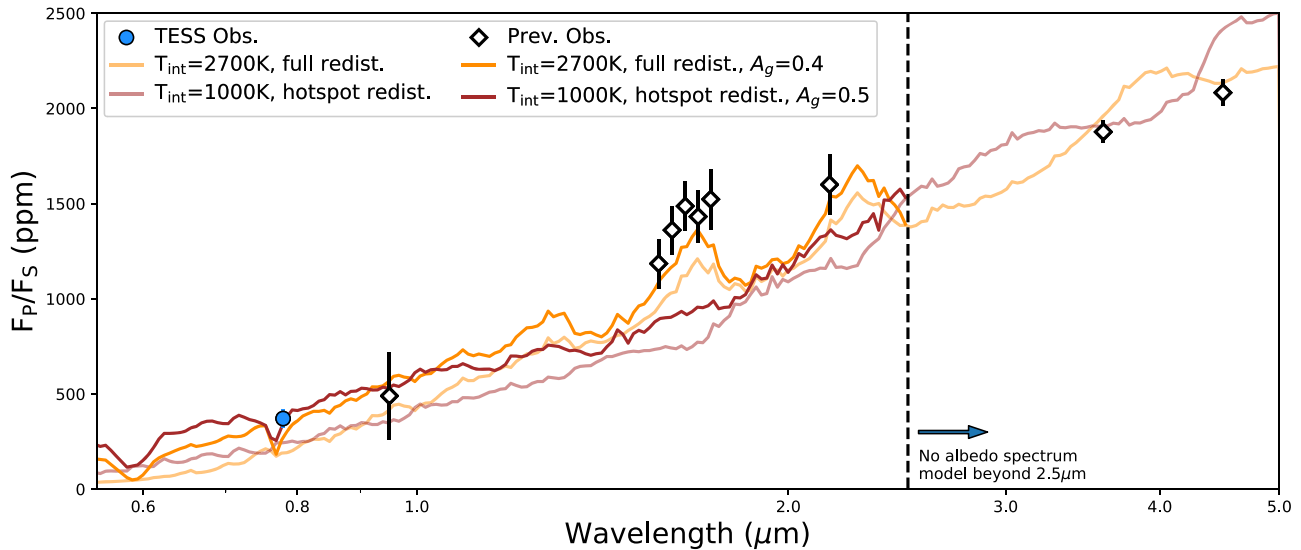 2500
2000
1500
1000
500
0
F_P/F_S (ppm)
TESS Obs.
T_int=2700K, full redist.
T_int=1000K, hotspot redist.
Prev. Obs.
T_int=2700K, full redist., A_g=0.4
T_int=1000K, hotspot redist., A_g=0.5
No albedo spectrum
model beyond 2.5μm
0.6 0.8 1.0 2.0 3.0 4.0 5.0
Wavelength (μm)